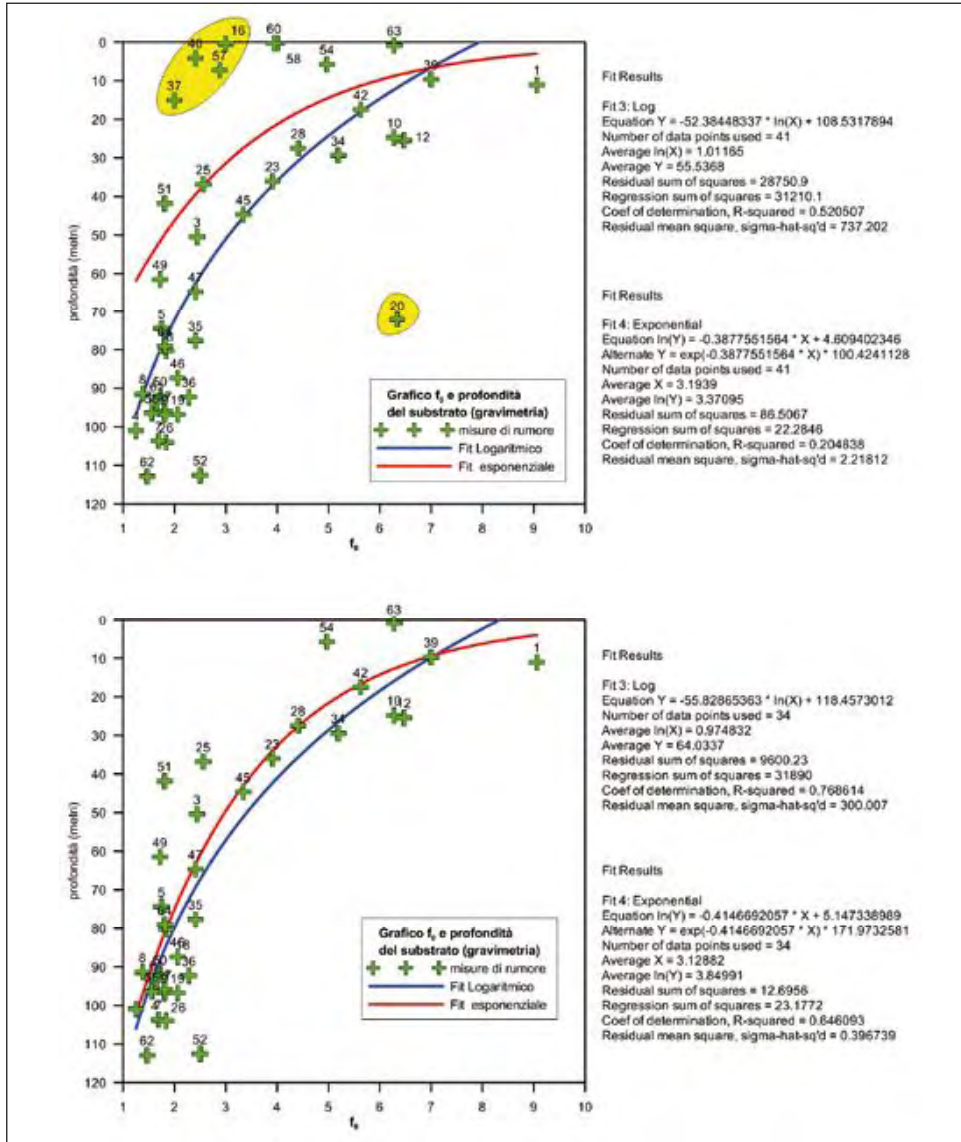 16
60
63
0
48
58
54
57
39
1
10
37
42
10
20
12
28
34
30
25
23
51
40
45
3
50
49
60
47
20
70
5
35
80
46
8
50
36
90
19
100
26
62
52
110
120
profondità (metri)
Grafico f0 e profondità
del substrato (gravimetria)
misure di rumore
Fit Logaritmico
Fit esponenziale
1 2 3 4 5 6 7 8 9 10
f0
Fit Results
Fit 3: Log
Equation Y = -52.38448337 * ln(X) + 108.5317894
Number of data points used = 41
Average ln(X) = 1.01165
Average Y = 55.5368
Residual sum of squares = 28750.9
Regression sum of squares = 31210.1
Coef of determination, R-squared = 0.520507
Residual mean square, sigma-hat-sq'd = 737.202
Fit Results
Fit 4: Exponential
Equation ln(Y) = -0.3877551564 * X + 4.609402346
Alternate Y = exp(-0.3877551564 * X) * 100.4241128
Number of data points used = 41
Average X = 3.1939
Average ln(Y) = 3.37095
Residual sum of squares = 86.5067
Regression sum of squares = 22.2846
Coef of determination, R-squared = 0.204838
Residual mean square, sigma-hat-sq'd = 2.21812
63
0
54
39
1
10
42
10
12
20
28
34
30
25
23
51
40
45
3
50
49
47
60
70
5
35
80
46
8
36
90
19
100
26
62
52
110
120
profondità (metri)
Grafico f0 e profondità
del substrato (gravimetria)
misure di rumore
Fit Logaritmico
Fit esponenziale
1 2 3 4 5 6 7 8 9 10
f0
Fit Results
Fit 3: Log
Equation Y = -55.82865363 * ln(X) + 118.4573012
Number of data points used = 34
Average ln(X) = 0.974832
Average Y = 64.0337
Residual sum of squares = 9600.23
Regression sum of squares = 31890
Coef of determination, R-squared = 0.768614
Residual mean square, sigma-hat-sq'd = 300.007
Fit Results
Fit 4: Exponential
Equation ln(Y) = -0.4146692057 * X + 5.147338989
Alternate Y = exp(-0.4146692057 * X) * 171.9732581
Number of data points used = 34
Average X = 3.12882
Average ln(Y) = 3.84991
Residual sum of squares = 12.6956
Regression sum of squares = 23.1772
Coef of determination, R-squared = 0.646093
Residual mean square, sigma-hat-sq'd = 0.396739